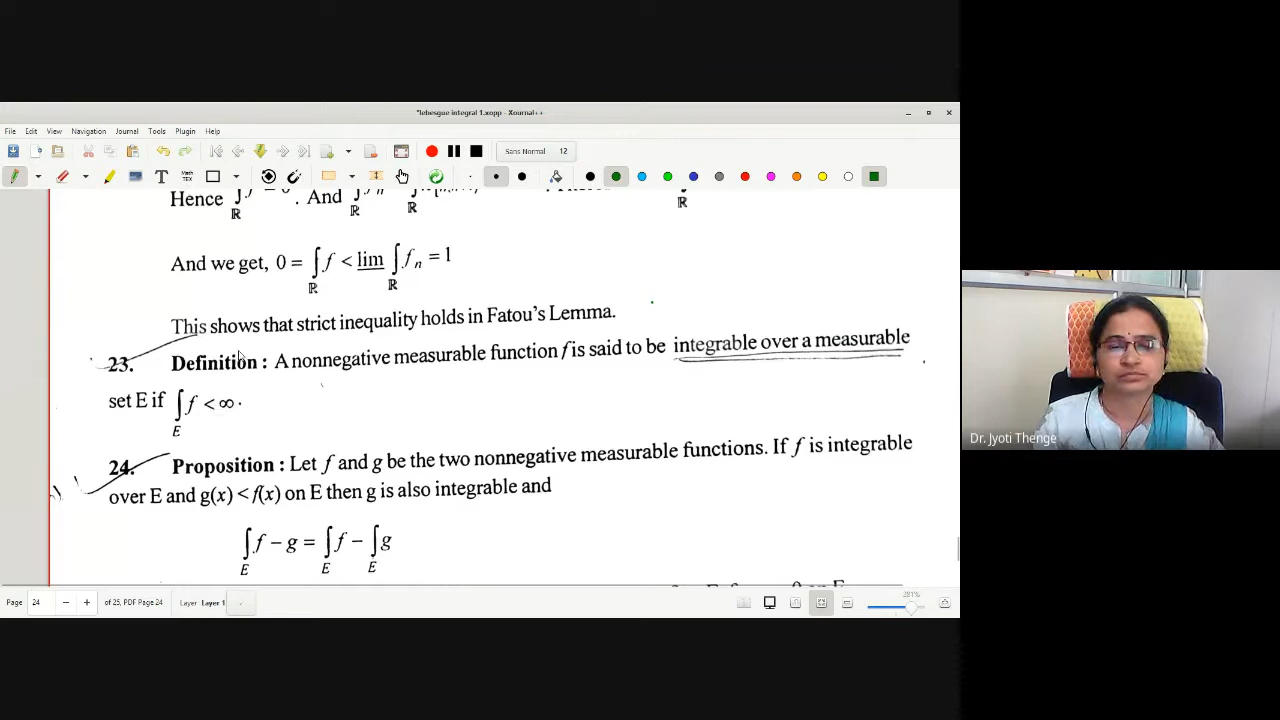 *lebesgue integral 1.xopp - Xournal++
File Edit View Navigation Journal Tools Plugin Help
Sans Normal 12
Hence ∫ℝ f = 0. And ∫ℝ
And we get, 0 = ∫ℝ f < lim ∫ℝ fₙ = 1
This shows that strict inequality holds in Fatou's Lemma.
23. Definition : A nonnegative measurable function f is said to be integrable over a measurable
set E if ∫E f < ∞.
24. Proposition : Let f and g be the two nonnegative measurable functions. If f is integrable
over E and g(x) < f(x) on E then g is also integrable and
∫E f − g = ∫E f − ∫E g
Page 24 of 25, PDF Page 24 Layer Layer 1 281%
Dr. Jyoti Thenge